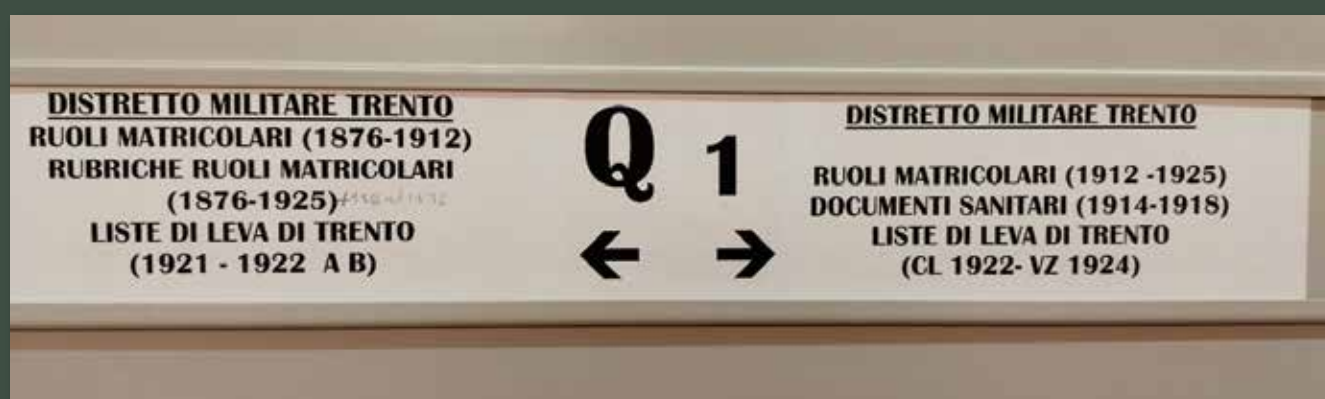 DISTRETTO MILITARE TRENTO
RUOLI MATRICOLARI (1876-1912)
RUBRICHE RUOLI MATRICOLARI
(1876-1925)
LISTE DI LEVA DI TRENTO
(1921 - 1922 A B)
Q 1
← →
DISTRETTO MILITARE TRENTO
RUOLI MATRICOLARI (1912 -1925)
DOCUMENTI SANITARI (1914-1918)
LISTE DI LEVA DI TRENTO
(CL 1922- VZ 1924)